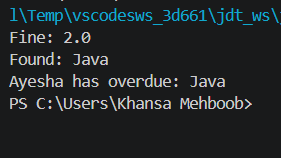 l\Temp\vscodesws_3d661\jdt_ws\
Fine: 2.0
Found: Java
Ayesha has overdue: Java
PS C:\Users\Khansa Mehboob>